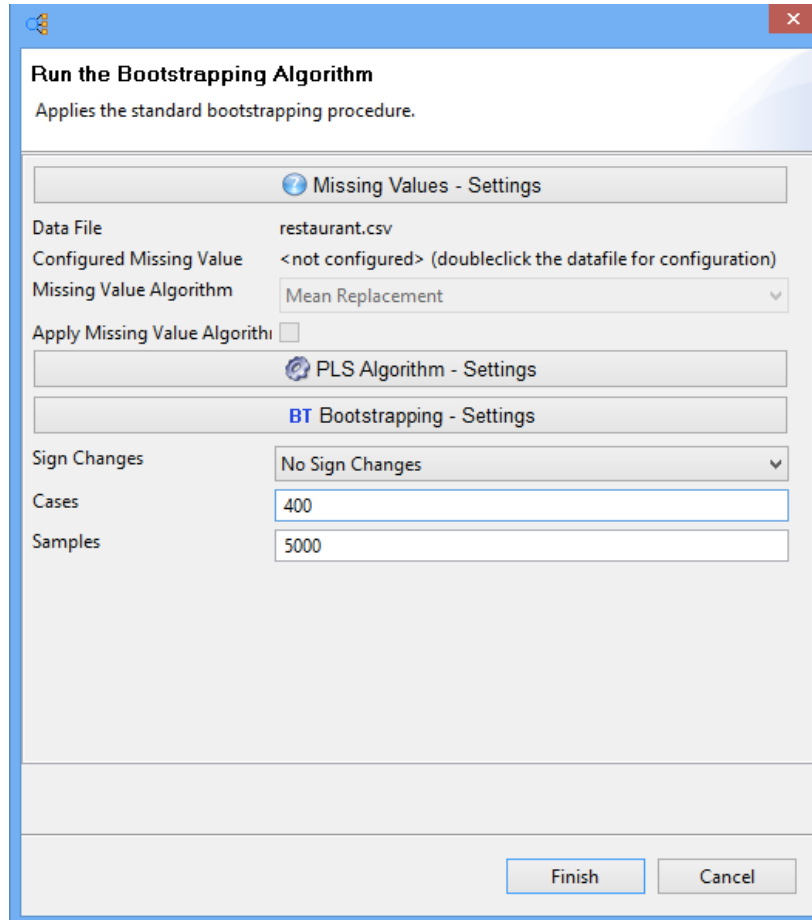 Run the Bootstrapping Algorithm
Applies the standard bootstrapping procedure.
Missing Values - Settings
Data File restaurant.csv
Configured Missing Value <not configured> (doubleclick the datafile for configuration)
Missing Value Algorithm Mean Replacement
Apply Missing Value Algorithı
PLS Algorithm - Settings
BT Bootstrapping - Settings
Sign Changes No Sign Changes
Cases 400
Samples 5000
Finish Cancel